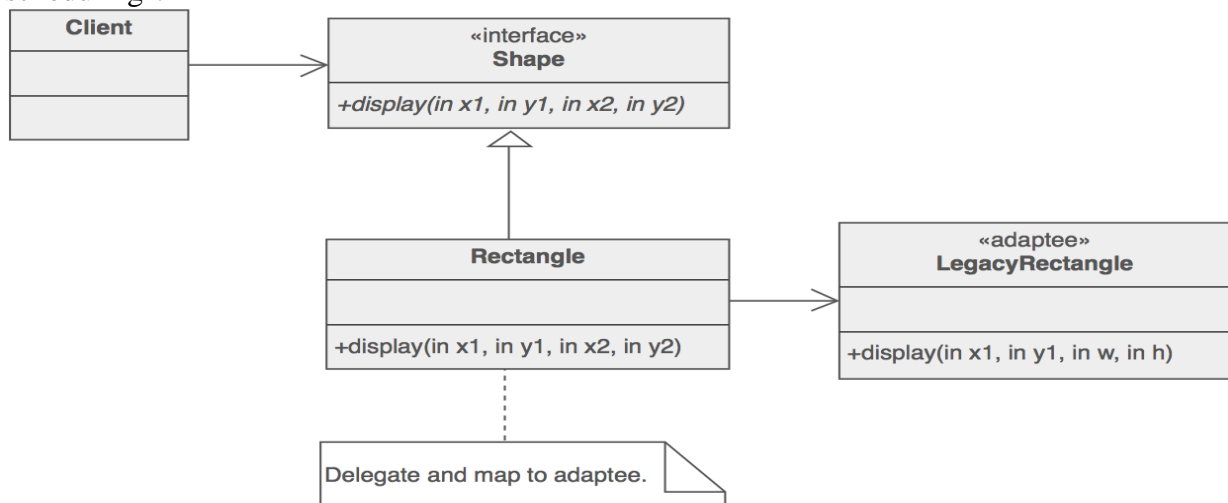 Client
«interface»
Shape
+display(in x1, in y1, in x2, in y2)
Rectangle
+display(in x1, in y1, in x2, in y2)
«adaptee»
LegacyRectangle
+display(in x1, in y1, in w, in h)
Delegate and map to adaptee.